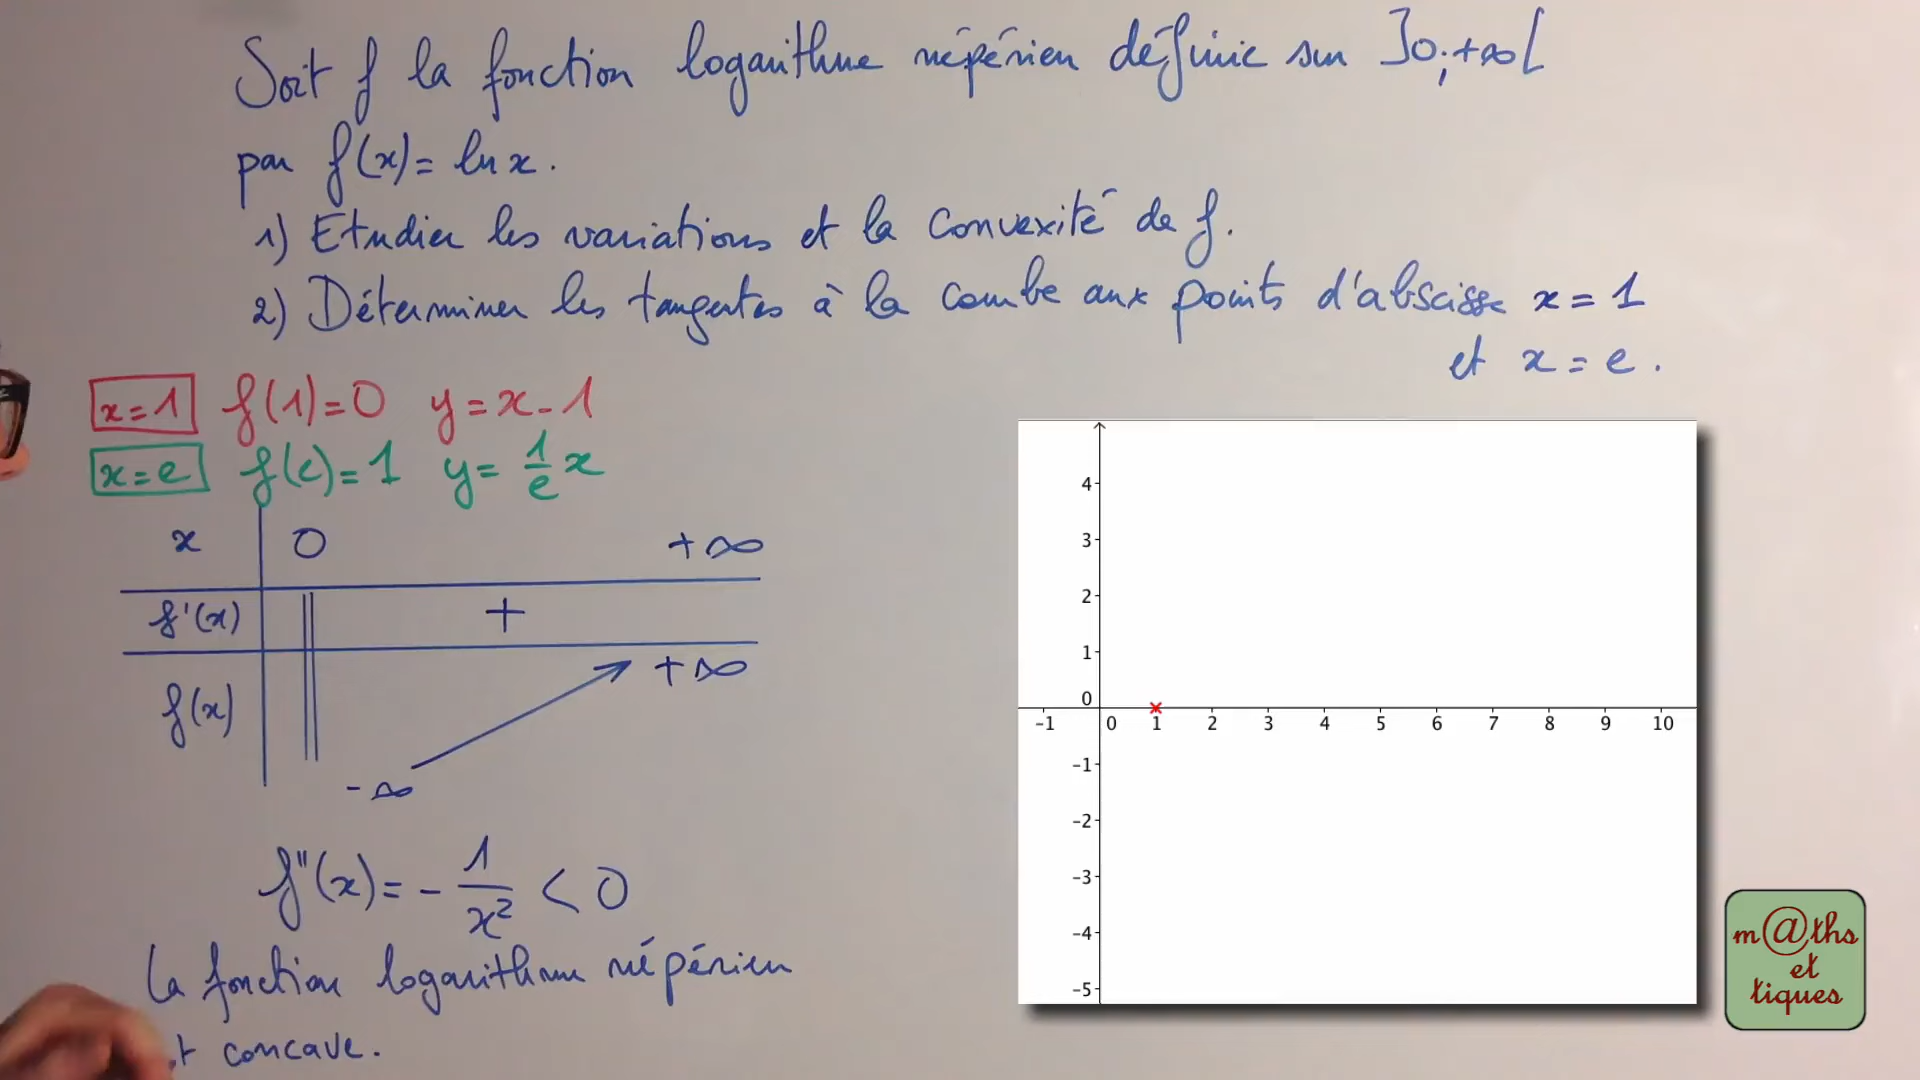 Soit f la fonction logarithme népérien définie sur ]0;+∞[
par f(x) = ln x.
1) Etudier les variations et la convexité de f.
2) Déterminer les tangentes à la courbe aux points d'abscisse x = 1
et x = e.
x=1 f(1)=0 y=x-1
x=e f(e)=1 y= 1/e x
x 0 +∞
f'(x) +
f(x) +∞
-∞
f''(x) = - 1/x² < 0
La fonction logarithme népérien
concave.
4
3
2
1
0
-1 0 1 2 3 4 5 6 7 8 9 10
-1
-2
-3
-4
-5
m@ths
et
tiques